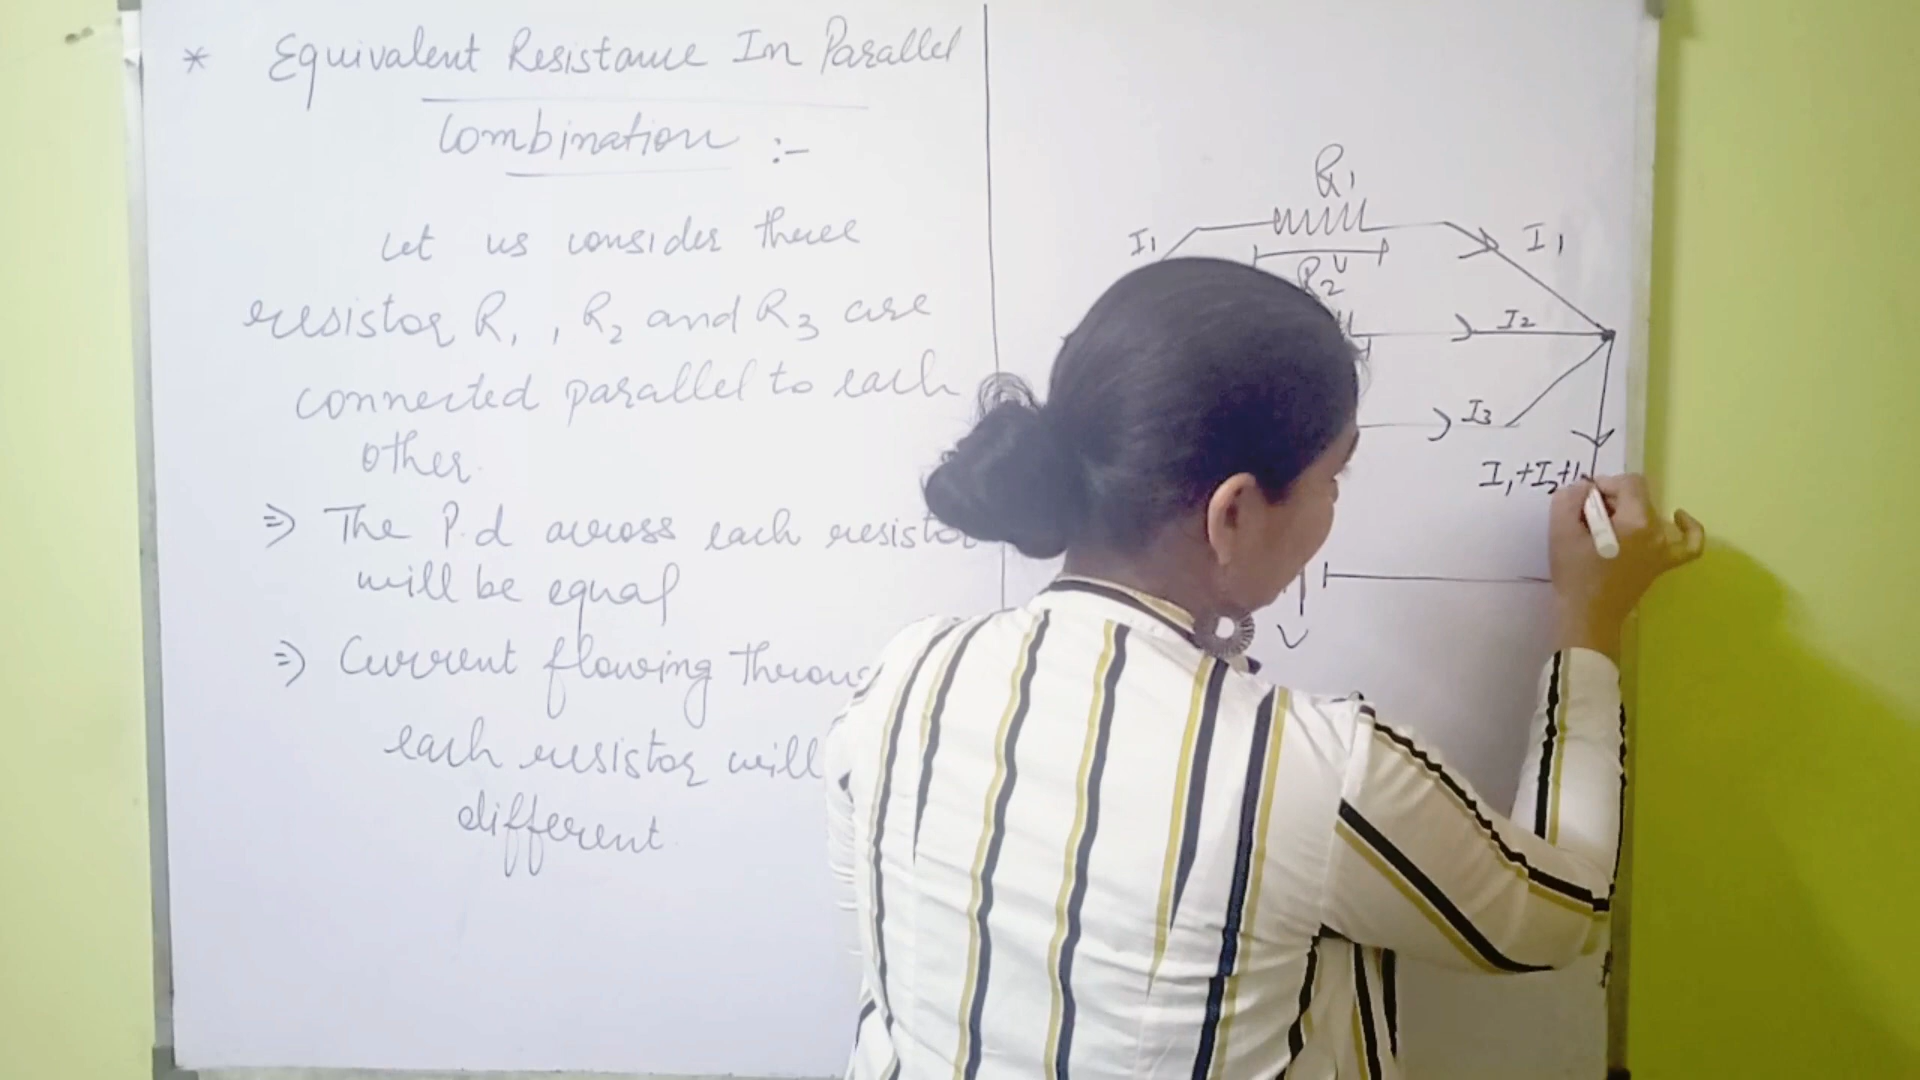 * Equivalent Resistance In Parallel
Combination :-
Let us consider three
resistor R1, R2 and R3 are
connected parallel to each
other.
⇒ The P.d across each resistor
will be equal
⇒ Current flowing
each resistor will
different
R1
I1
I1
V
R2
I2
I3
I1+I2+I
V